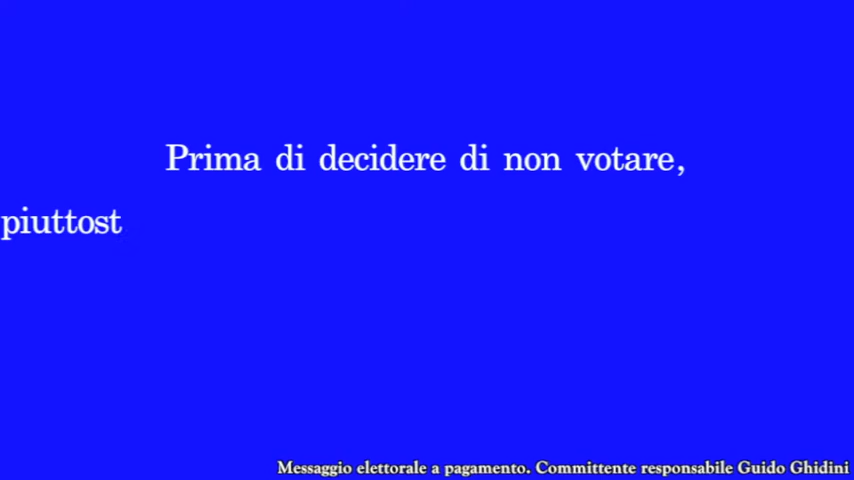 Prima di decidere di non votare,
piuttost
Messaggio elettorale a pagamento. Committente responsabile Guido Ghidini